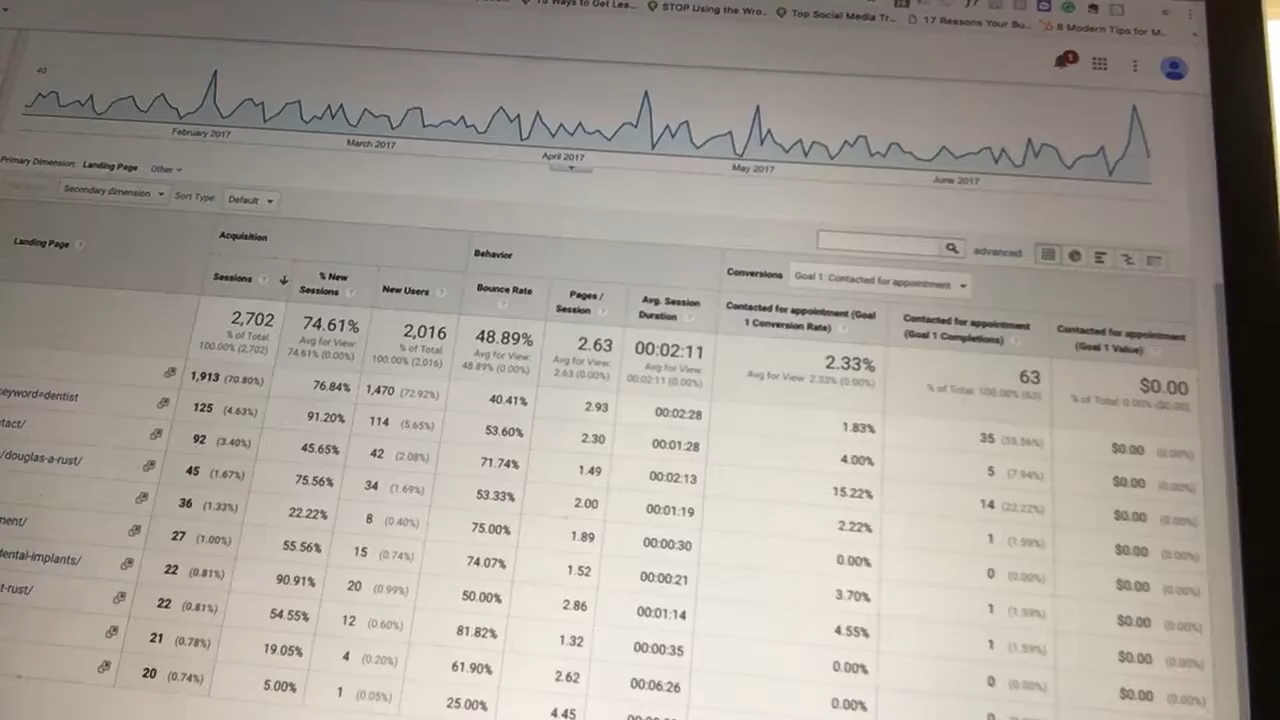 10 Ways to Get Lea... STOP Using the Wro... Top Social Media Tr... 17 Reasons Your Bu... 8 Modern Tips for M...
1
40
February 2017 March 2017 April 2017 May 2017 June 2017
Primary Dimension: Landing Page Other
Secondary dimension Sort Type: Default
advanced
Landing Page Acquisition Behavior Conversions Goal 1: Contacted for appointment
Sessions % New Sessions New Users Bounce Rate Pages / Session Avg. Session Duration Contacted for appointment (Goal 1 Conversion Rate) Contacted for appointment (Goal 1 Completions) Contacted for appointment (Goal 1 Value)
2,702 74.61% 2,016 48.89% 2.63 00:02:11 2.33% 63 $0.00
% of Total: 100.00% (2,702) Avg for View: 74.61% (0.00%) % of Total: 100.00% (2,016) Avg for View: 48.89% (0.00%) Avg for View: 2.63 (0.00%) Avg for View: 00:02:11 (0.00%) Avg for View: 2.33% (0.00%) % of Total: 100.00% (63) % of Total: 0.00% ($0.00)
1,913 (70.80%) 76.84% 1,470 (72.92%) 40.41% 2.93 00:02:28 1.83% 35 (55.56%) $0.00 (0.00%)
eyword=dentist 125 (4.63%) 91.20% 114 (5.65%) 53.60% 2.30 00:01:28 4.00% 5 (7.94%) $0.00 (0.00%)
tact/ 92 (3.40%) 45.65% 42 (2.08%) 71.74% 1.49 00:02:13 15.22% 14 (22.22%) $0.00 (0.00%)
/douglas-a-rust/ 45 (1.67%) 75.56% 34 (1.69%) 53.33% 2.00 00:01:19 2.22% 1 (1.59%) $0.00 (0.00%)
36 (1.33%) 22.22% 8 (0.40%) 75.00% 1.89 00:00:30 0.00% 0 (0.00%) $0.00 (0.00%)
ment/ 27 (1.00%) 55.56% 15 (0.74%) 74.07% 1.52 00:00:21 3.70% 1 (1.59%) $0.00 (0.00%)
dental-implants/ 22 (0.81%) 90.91% 20 (0.99%) 50.00% 2.86 00:01:14 4.55% 1 (1.59%) $0.00 (0.00%)
t-rust/ 22 (0.81%) 54.55% 12 (0.60%) 81.82% 1.32 00:00:35 0.00% 0 (0.00%) $0.00 (0.00%)
21 (0.78%) 19.05% 4 (0.20%) 61.90% 2.62 00:06:26 0.00% 0
20 (0.74%) 5.00% 1 (0.05%) 25.00% 4.45